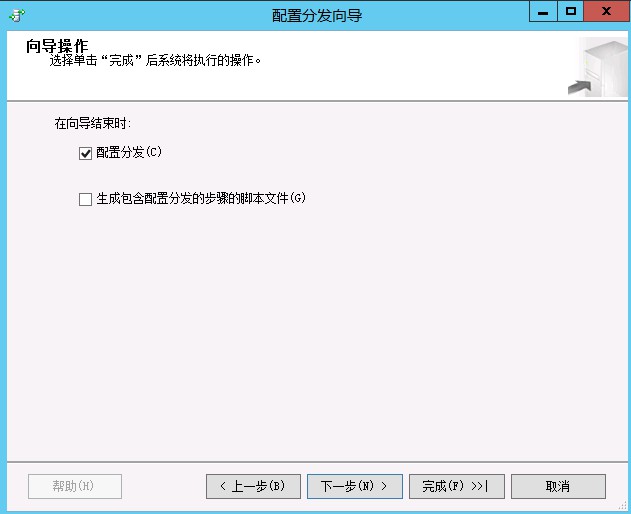 配置分发向导
向导操作
选择单击“完成”后系统将执行的操作。
在向导结束时:
配置分发(C)
生成包含配置分发的步骤的脚本文件(G)
帮助(H)
< 上一步(B)
下一步(N) >
完成(F) >>|
取消